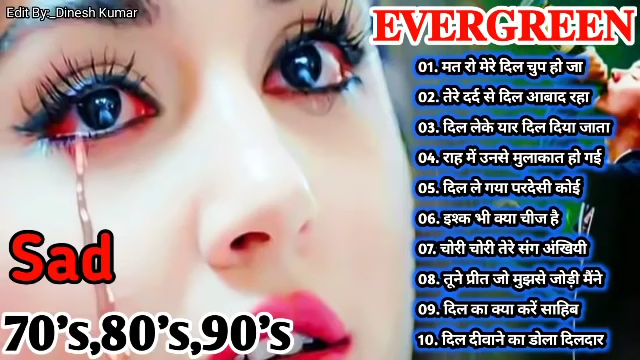 Edit By:_Dinesh Kumar
EVERGREEN
01. मत रो मेरे दिल चुप हो जा
02. तेरे दर्द से दिल आबाद रहा
03. दिल लेके यार दिल दिया जाता
04. राह में उनसे मुलाकात हो गई
05. दिल ले गया परदेसी कोई
06. इश्क भी क्या चीज है
07. चोरी चोरी तेरे संग अंखियी
08. तूने प्रीत जो मुझसे जोड़ी मैंने
09. दिल का क्या करें साहिब
10. दिल दीवाने का डोला दिलदार
Sad
70's,80's,90's